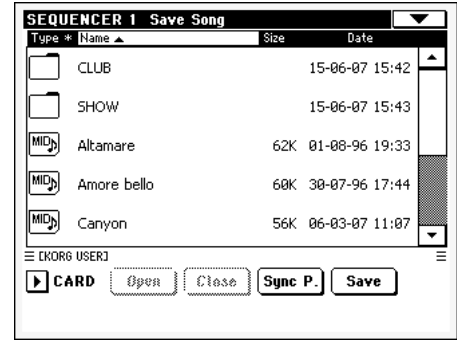 SEQUENCER 1 Save Song
Type * Name Size Date
CLUB 15-06-07 15:42
SHOW 15-06-07 15:43
MID Altamare 62K 01-08-96 19:33
MID Amore bello 60K 30-07-96 17:44
MID Canyon 56K 06-03-07 11:07
[KORG USER]
CARD Open Close Sync P. Save